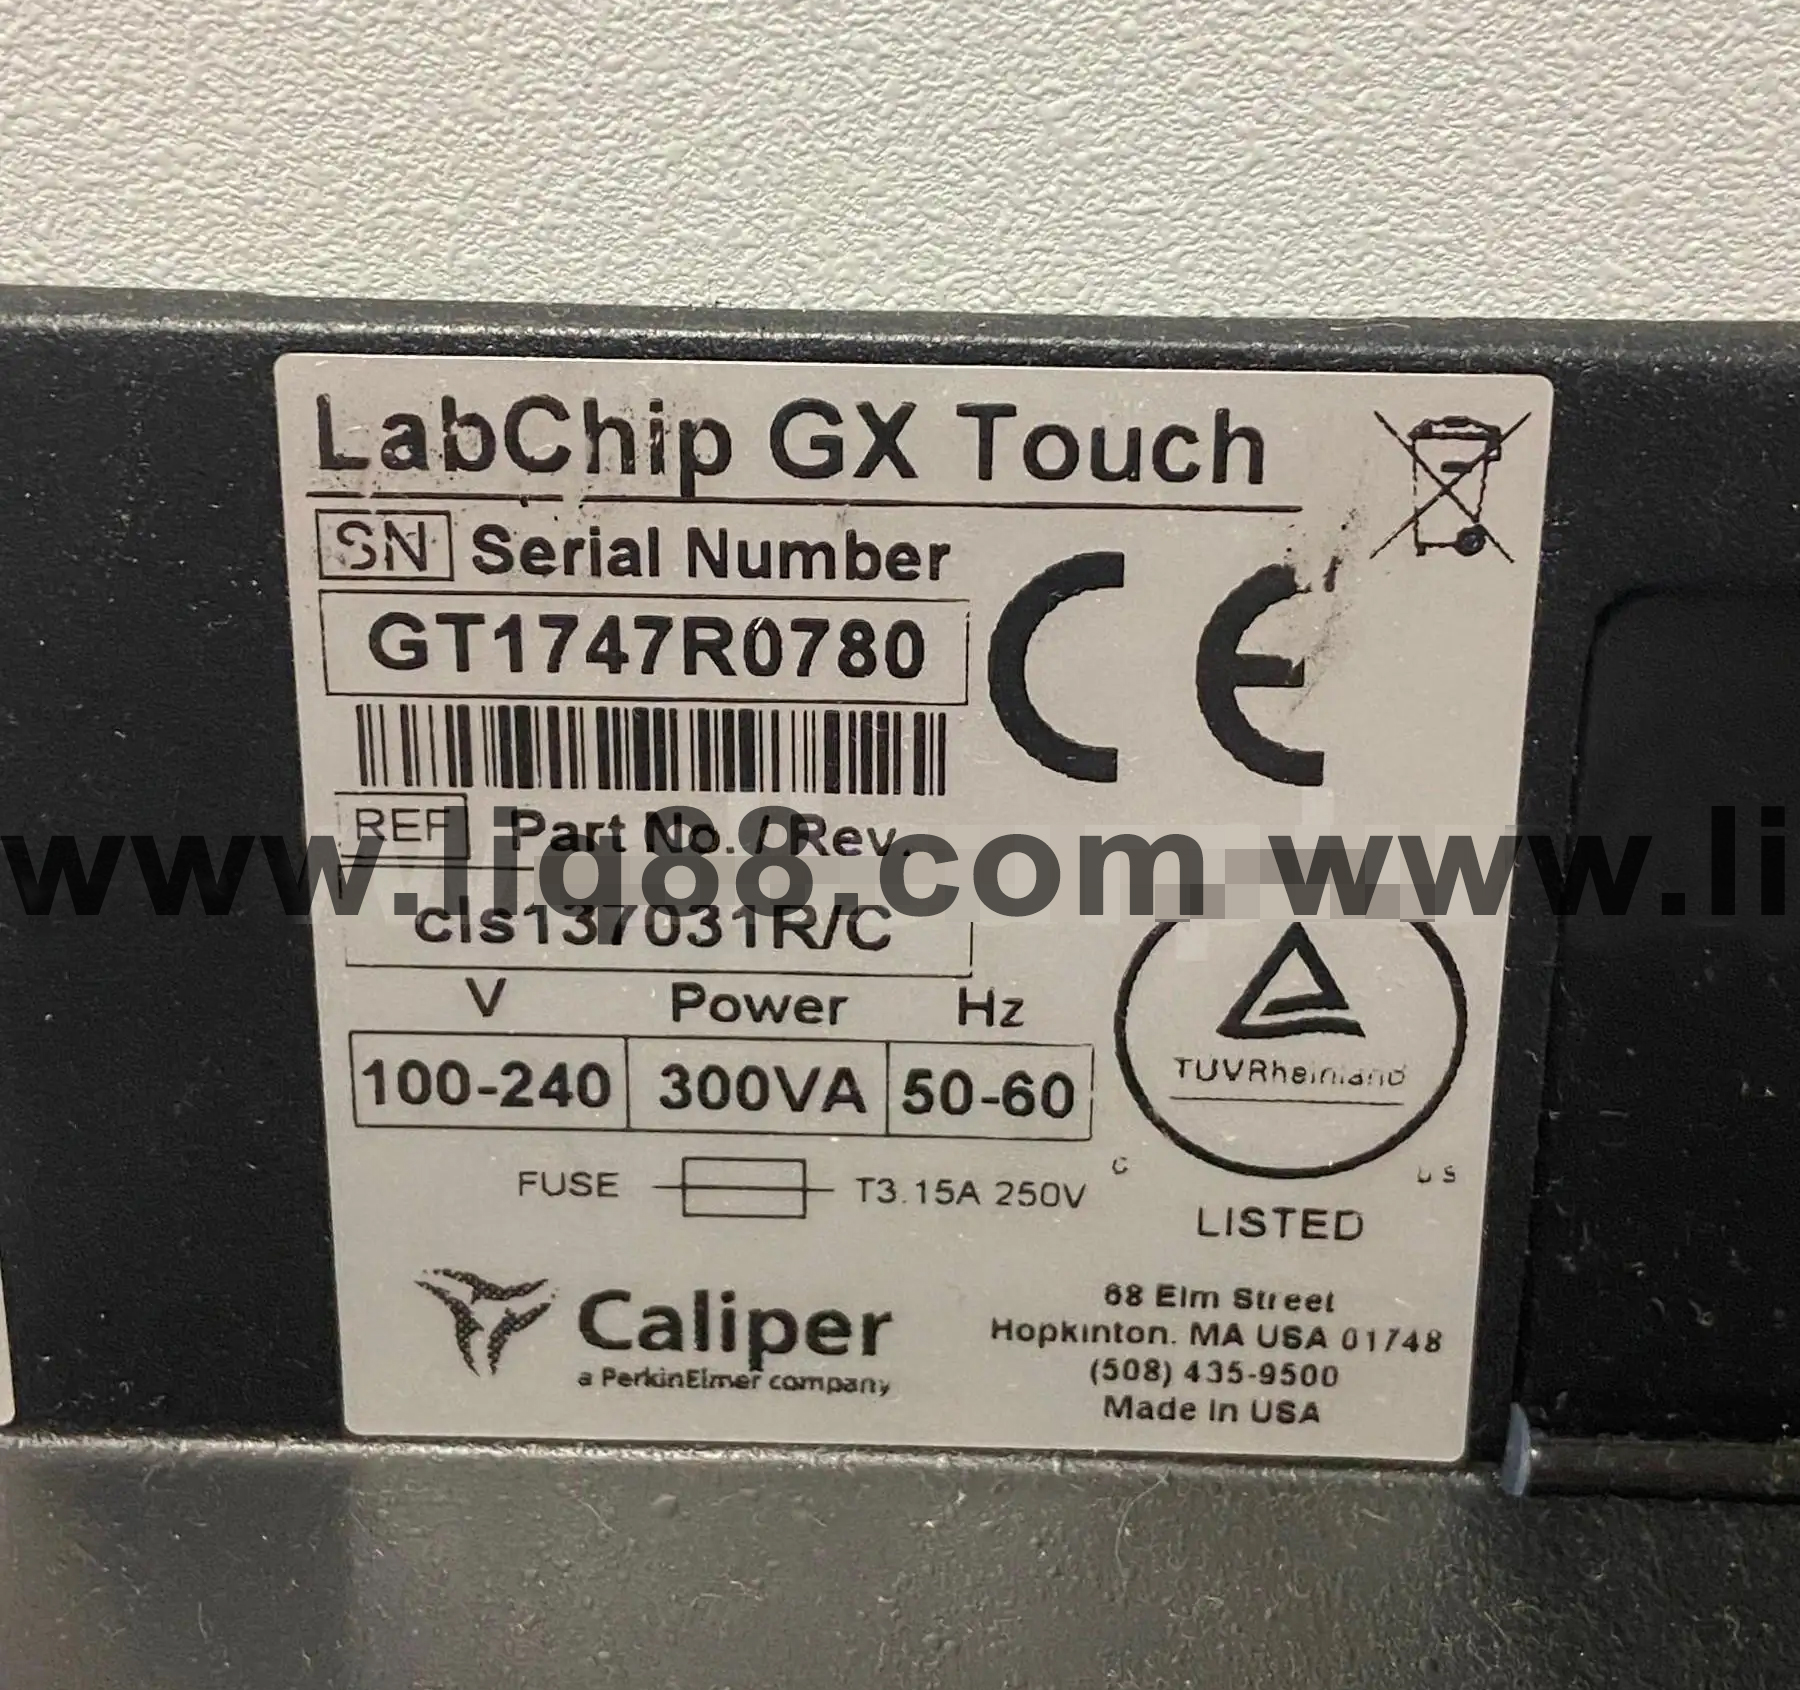 LabChip GX Touch
SN Serial Number
GT1747R0780
REF Part No. / Rev.
www.liq88.com www.li
cls137031R/C
V Power Hz
100-240 300VA 50-60
FUSE T3.15A 250V
TUVRheinland
C US
LISTED
Caliper
a PerkinElmer company
68 Elm Street
Hopkinton. MA USA 01748
(508) 435-9500
Made in USA